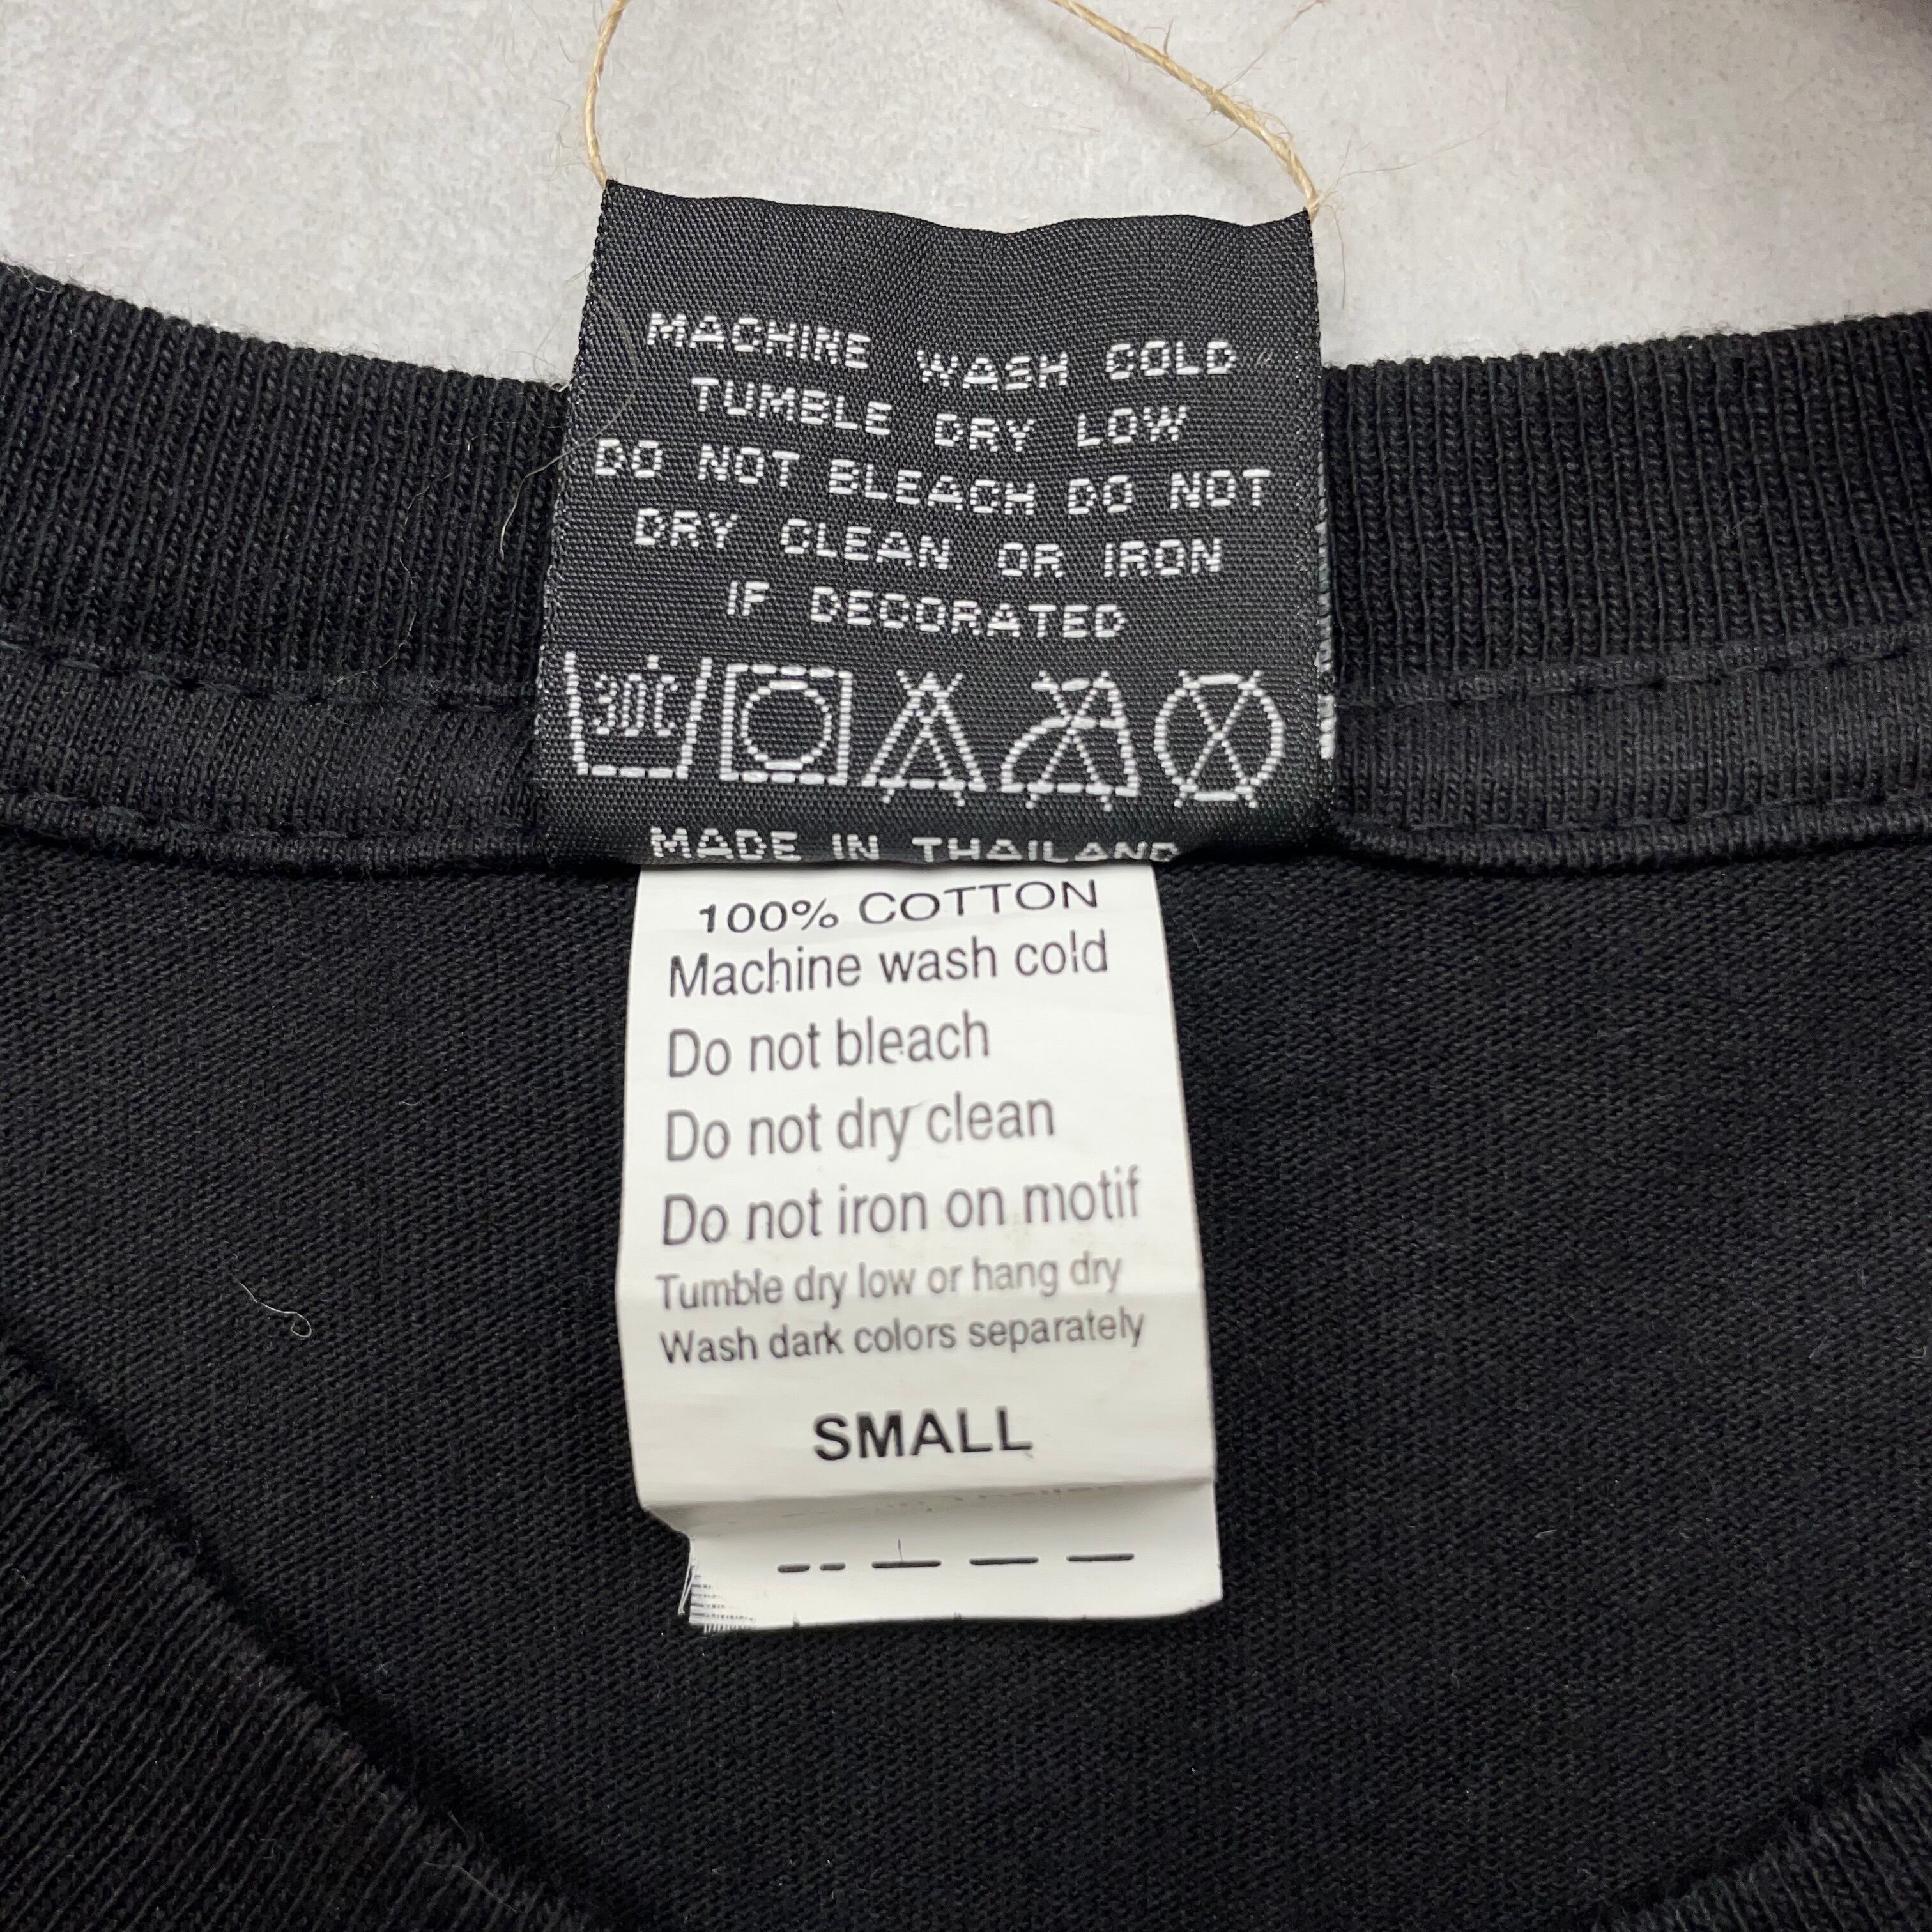 MACHINE WASH COLD
TUMBLE DRY LOW
DO NOT BLEACH DO NOT
DRY CLEAN OR IRON
IF DECORATED
30°C
MADE IN THAILAND
100% COTTON
Machine wash cold
Do not bleach
Do not dry clean
Do not iron on motif
Tumble dry low or hang dry
Wash dark colors separately
SMALL